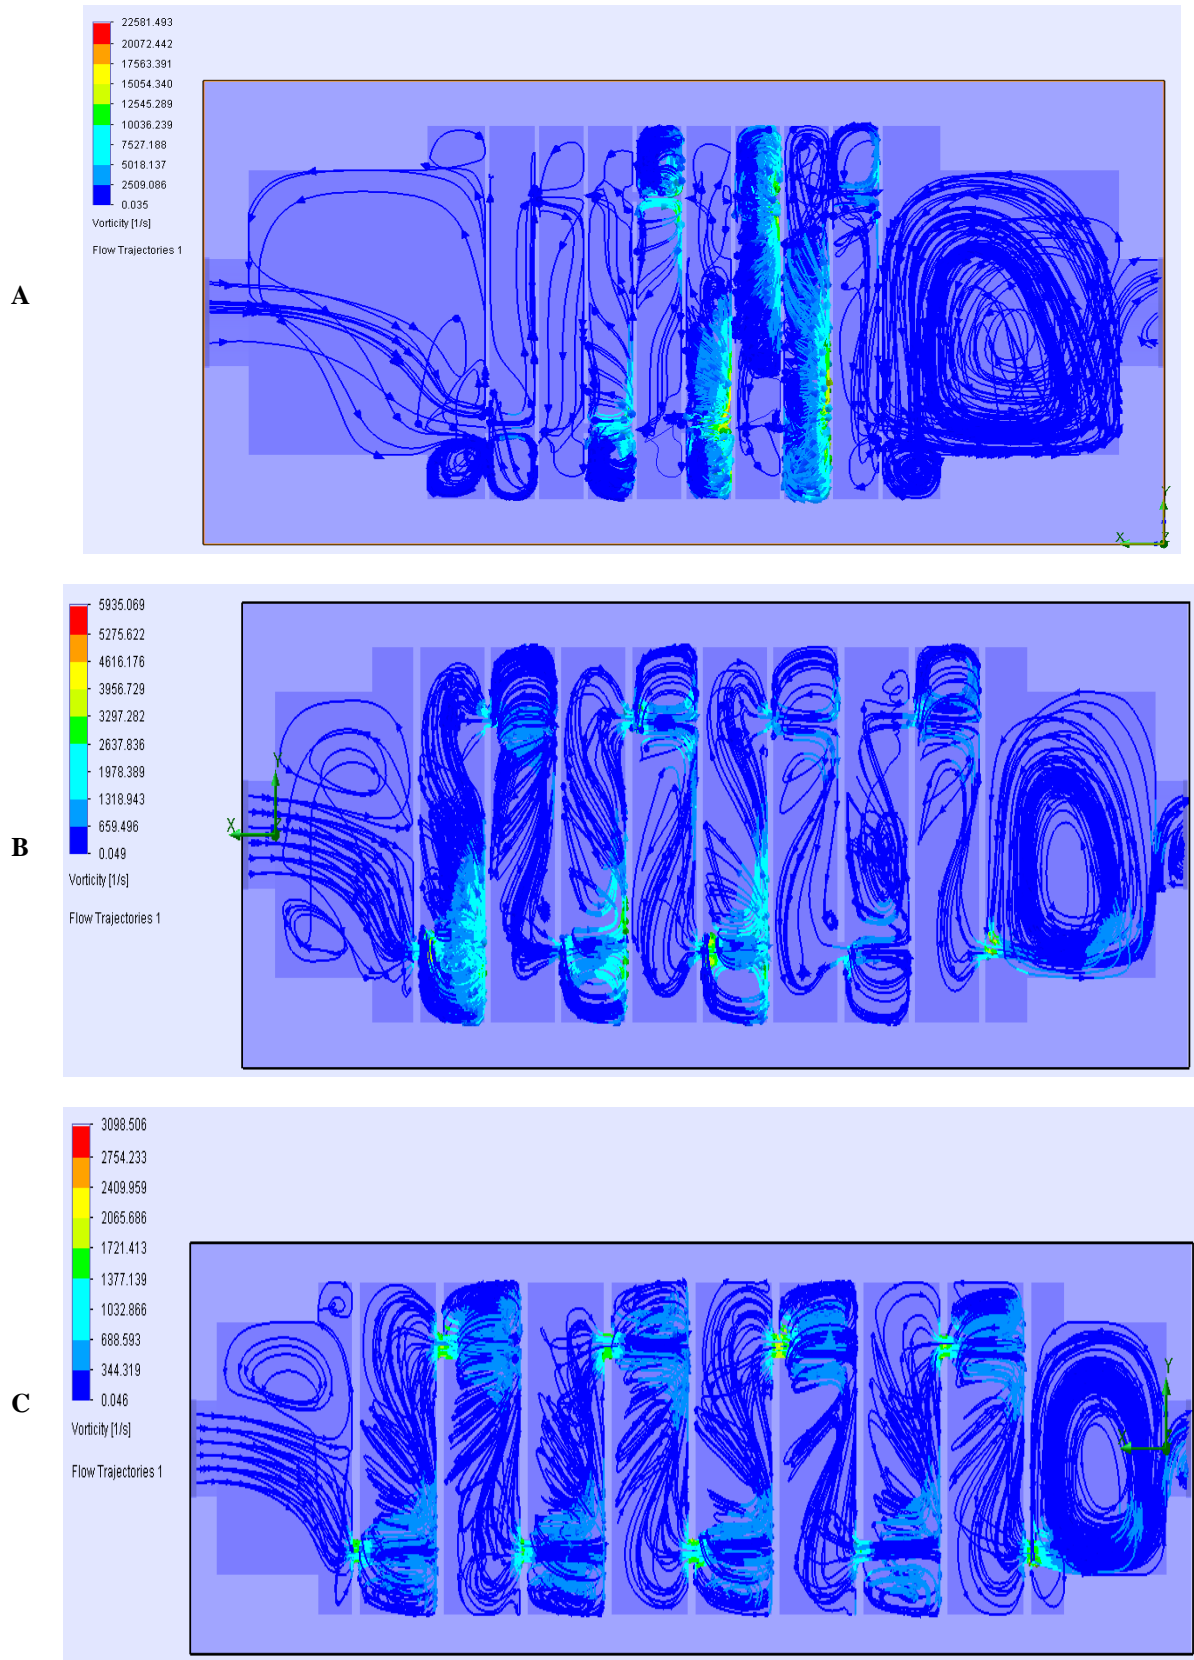 22581.493
20072.442
17563.391
15054.340
12545.289
10036.239
7527.188
5018.137
2509.086
0.035
Vorticity [1/s]
Flow Trajectories 1
A
Y
X
Z
5935.069
5275.622
4616.176
3956.729
3297.282
2637.836
1978.389
1318.943
659.496
0.049
Vorticity [1/s]
Flow Trajectories 1
Y
X
B
3098.506
2754.233
2409.959
2065.686
1721.413
1377.139
1032.866
688.593
344.319
0.046
Vorticity [1/s]
Flow Trajectories 1
Y
C